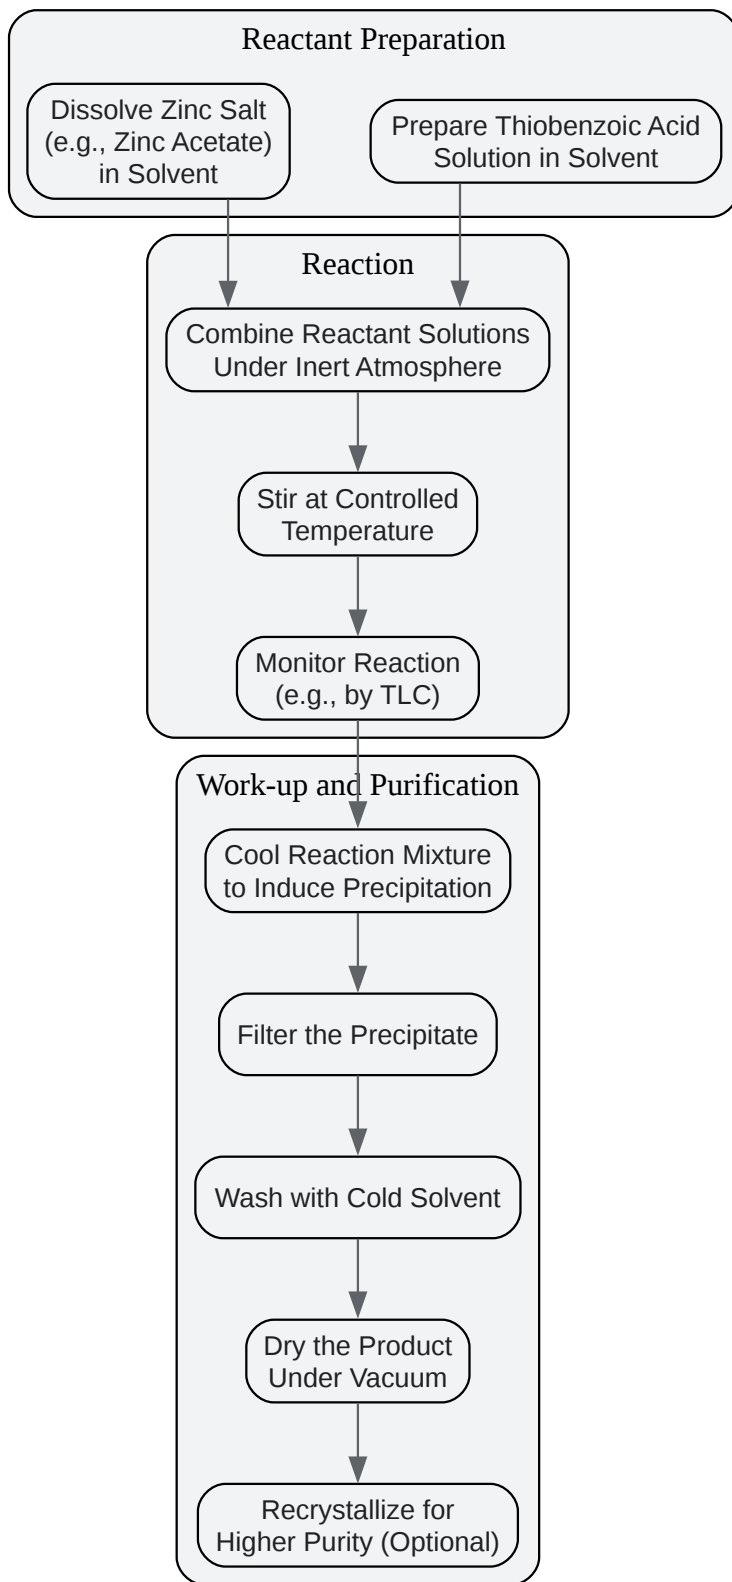 Reactant Preparation
Dissolve Zinc Salt
(e.g., Zinc Acetate)
in Solvent
Prepare Thiobenzoic Acid
Solution in Solvent
Reaction
Combine Reactant Solutions
Under Inert Atmosphere
Stir at Controlled
Temperature
Monitor Reaction
(e.g., by TLC)
Work-up and Purification
Cool Reaction Mixture
to Induce Precipitation
Filter the Precipitate
Wash with Cold Solvent
Dry the Product
Under Vacuum
Recrystallize for
Higher Purity (Optional)